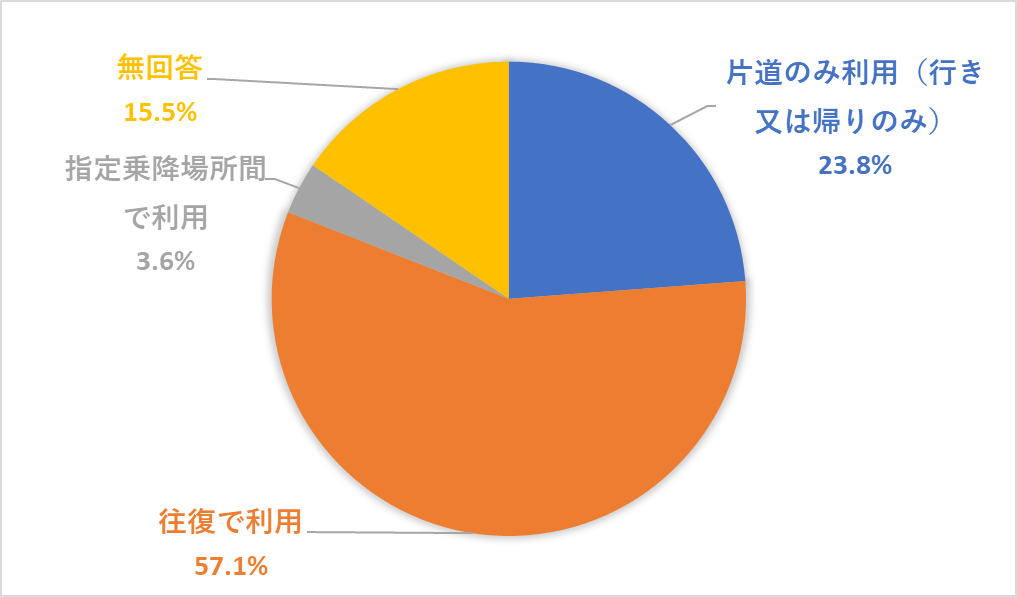 無回答
15.5%
指定乗降場所間
で利用
3.6%
片道のみ利用（行き
又は帰りのみ）
23.8%
往復で利用
57.1%